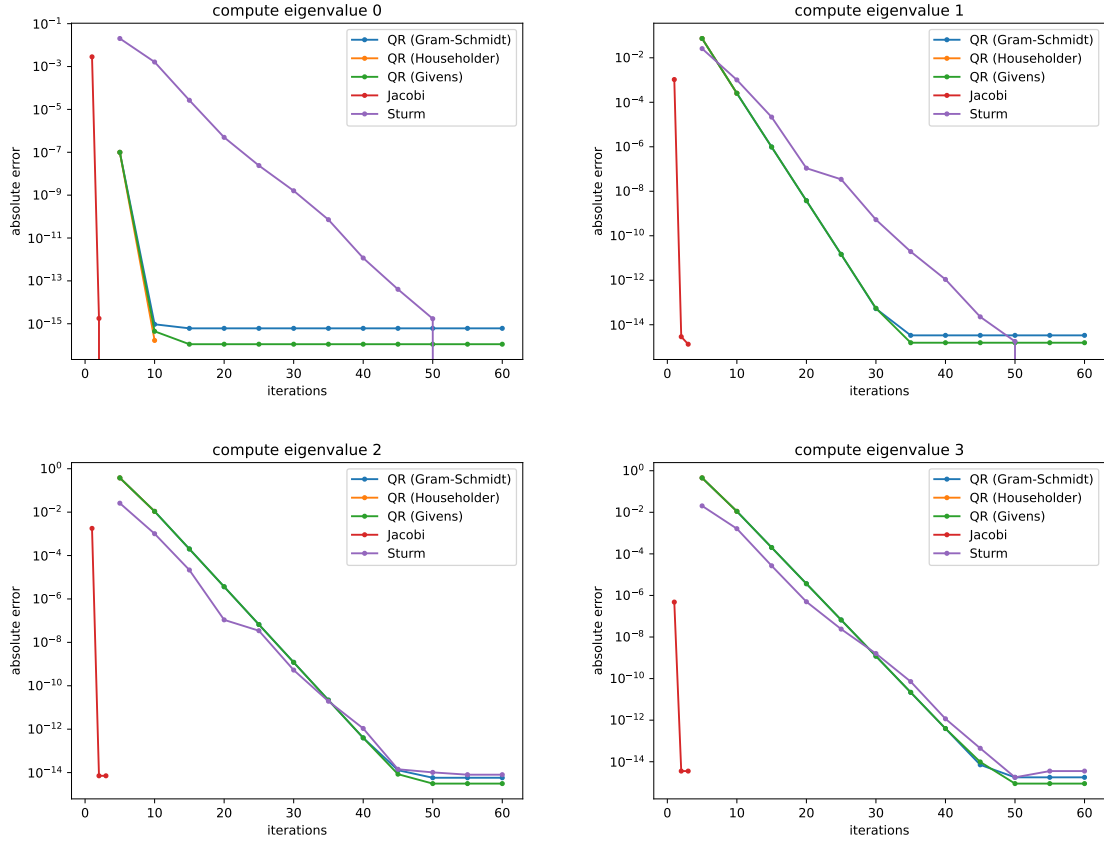 compute eigenvalue 0
10⁻¹
10⁻³
10⁻⁵
10⁻⁷
10⁻⁹
10⁻¹¹
10⁻¹³
10⁻¹⁵
absolute error
QR (Gram-Schmidt)
QR (Householder)
QR (Givens)
Jacobi
Sturm
0 10 20 30 40 50 60
iterations
compute eigenvalue 1
10⁻²
10⁻⁴
10⁻⁶
10⁻⁸
10⁻¹⁰
10⁻¹²
10⁻¹⁴
absolute error
QR (Gram-Schmidt)
QR (Householder)
QR (Givens)
Jacobi
Sturm
0 10 20 30 40 50 60
iterations
compute eigenvalue 2
10⁰
10⁻²
10⁻⁴
10⁻⁶
10⁻⁸
10⁻¹⁰
10⁻¹²
10⁻¹⁴
absolute error
QR (Gram-Schmidt)
QR (Householder)
QR (Givens)
Jacobi
Sturm
0 10 20 30 40 50 60
iterations
compute eigenvalue 3
10⁰
10⁻²
10⁻⁴
10⁻⁶
10⁻⁸
10⁻¹⁰
10⁻¹²
10⁻¹⁴
absolute error
QR (Gram-Schmidt)
QR (Householder)
QR (Givens)
Jacobi
Sturm
0 10 20 30 40 50 60
iterations